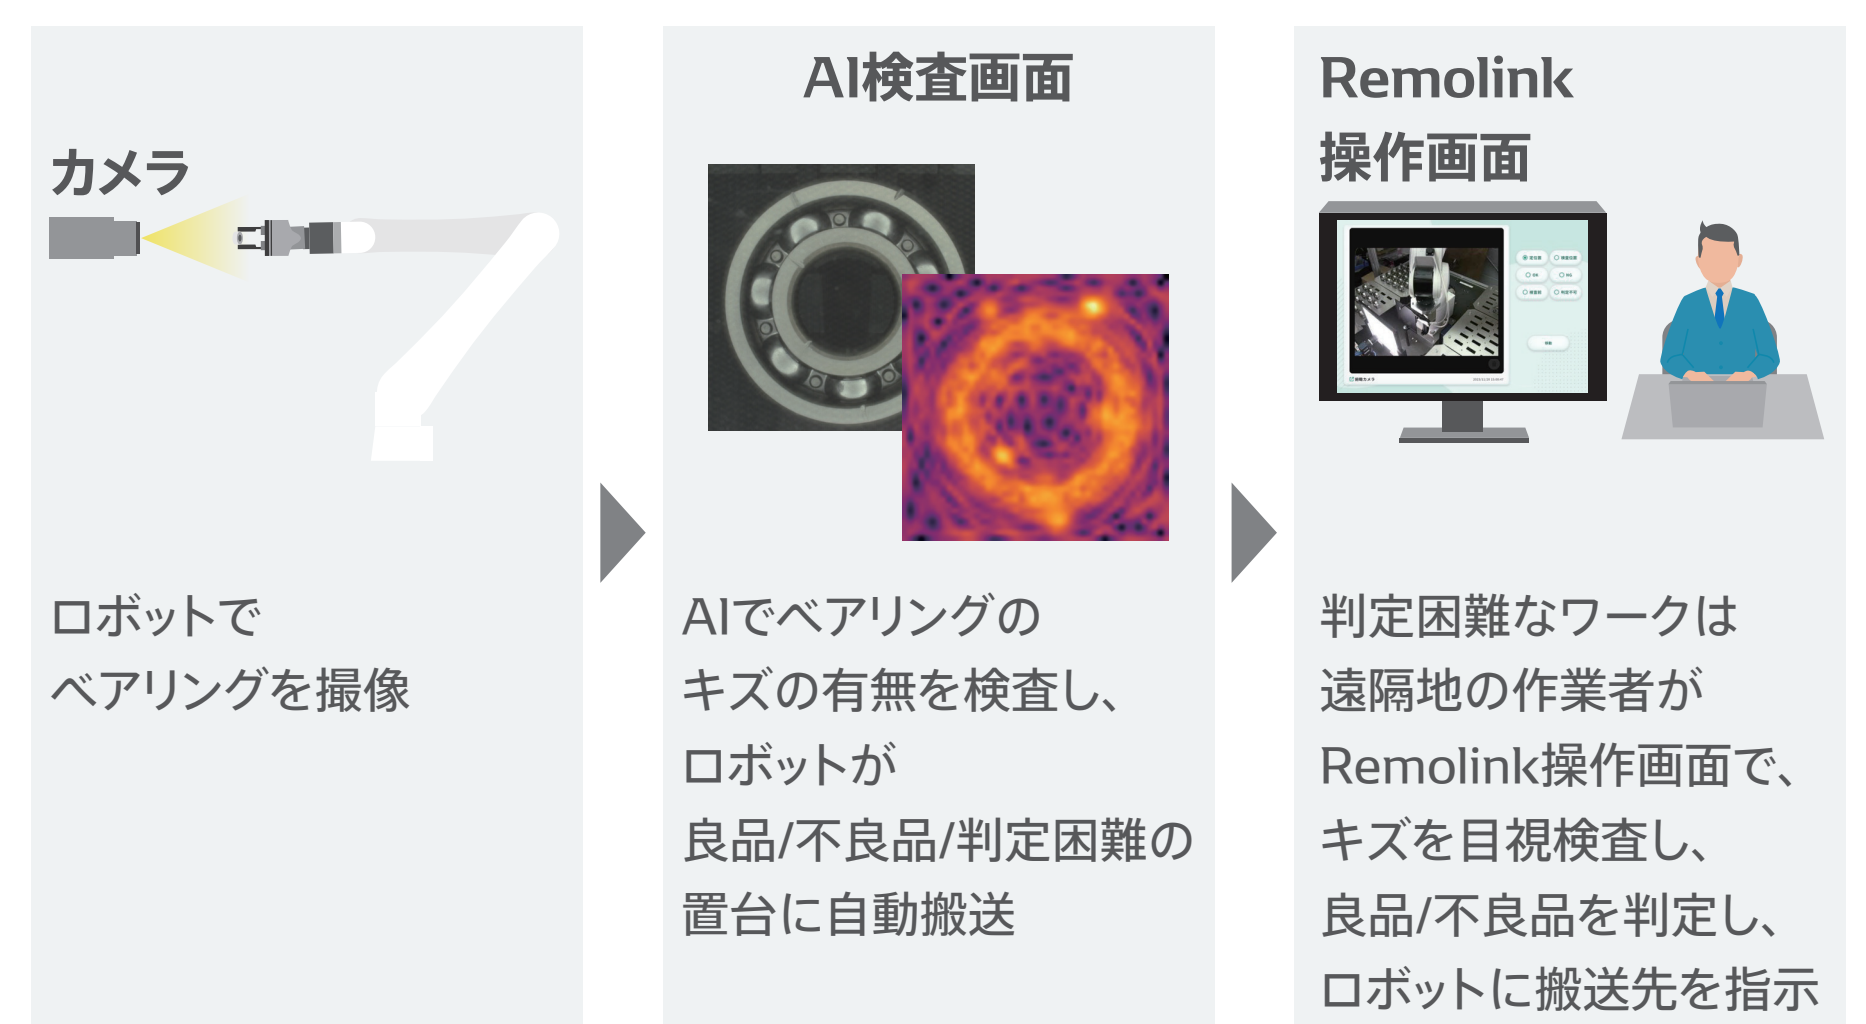 カメラ
ロボットで
ベアリングを撮像
AI検査画面
AIでベアリングの
キズの有無を検査し、
ロボットが
良品/不良品/判定困難の
置台に自動搬送
Remolink
操作画面
判定困難なワークは
遠隔地の作業者が
Remolink操作画面で、
キズを目視検査し、
良品/不良品を判定し、
ロボットに搬送先を指示